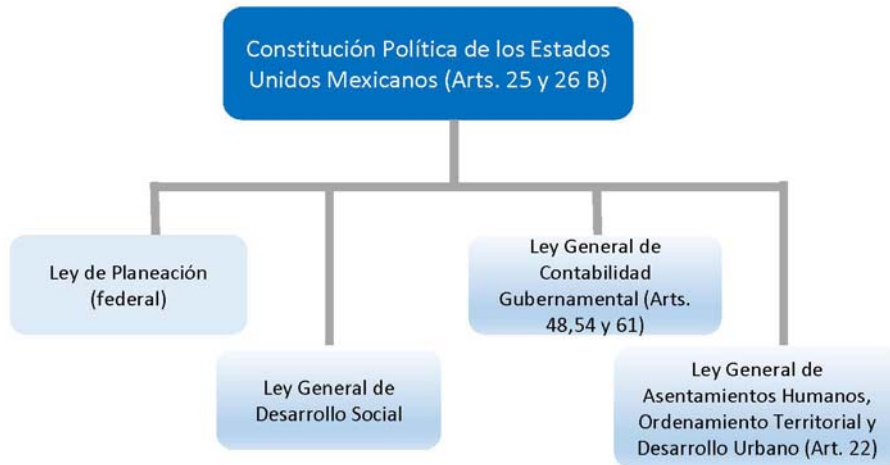 Constitución Política de los Estados
Unidos Mexicanos (Arts. 25 y 26 B)
Ley de Planeación
(federal)
Ley General de
Contabilidad
Gubernamental (Arts.
48,54 y 61)
Ley General de
Desarrollo Social
Ley General de
Asentamientos Humanos,
Ordenamiento Territorial y
Desarrollo Urbano (Art. 22)